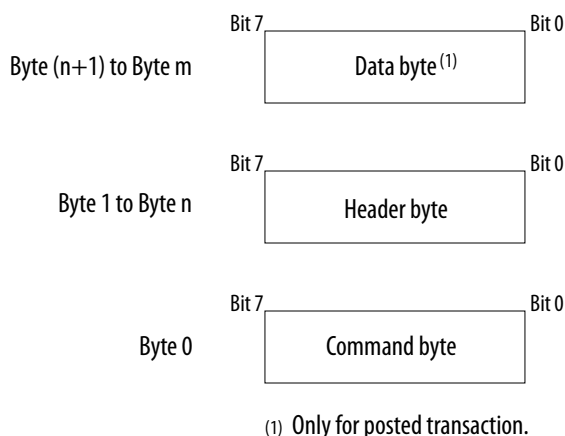 Bit 7 Bit 0
Byte (n+1) to Byte m Data byte (1)
Bit 7 Bit 0
Byte 1 to Byte n Header byte
Bit 7 Bit 0
Byte 0 Command byte
(1) Only for posted transaction.